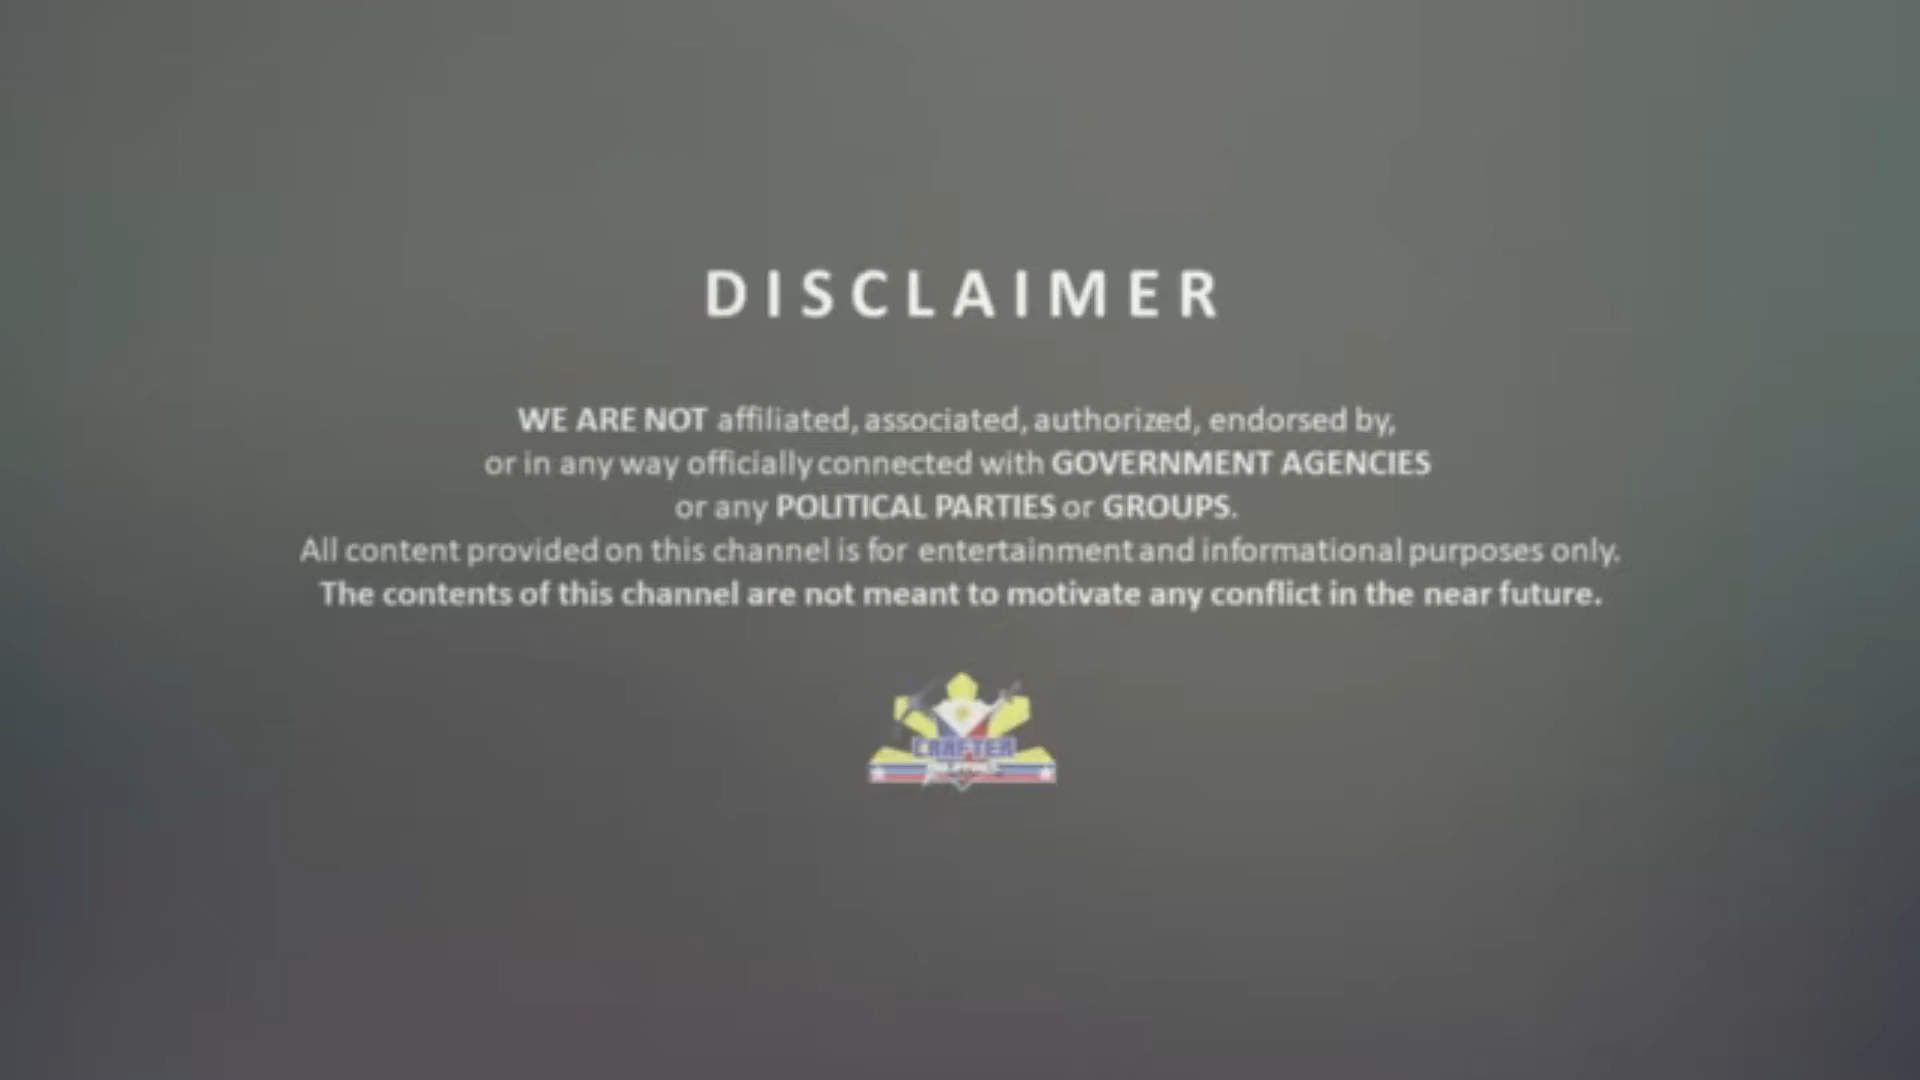 DISCLAIMER
WE ARE NOT affiliated, associated, authorized, endorsed by,
or in any way officially connected with GOVERNMENT AGENCIES
or any POLITICAL PARTIES or GROUPS.
All content provided on this channel is for entertainment and informational purposes only.
The contents of this channel are not meant to motivate any conflict in the near future.
CRAFTER